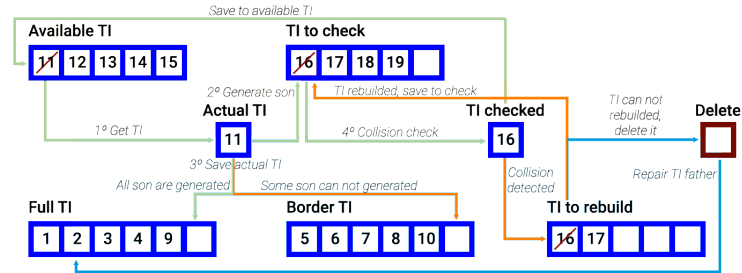 Save to available TI
Available TI
TI to check
11 12 13 14 15
16 17 18 19
2º Generate son
TI rebuilded, save to check
Actual TI
TI checked
TI can not
rebuilded,
delete it
Delete
1º Get TI
11
4º Collision check
16
3º Save actual TI
All son are generated
Some son can not generated
Collision
detected
Repair TI father
Full TI
Border TI
TI to rebuild
1 2 3 4 9
5 6 7 8 10
16 17